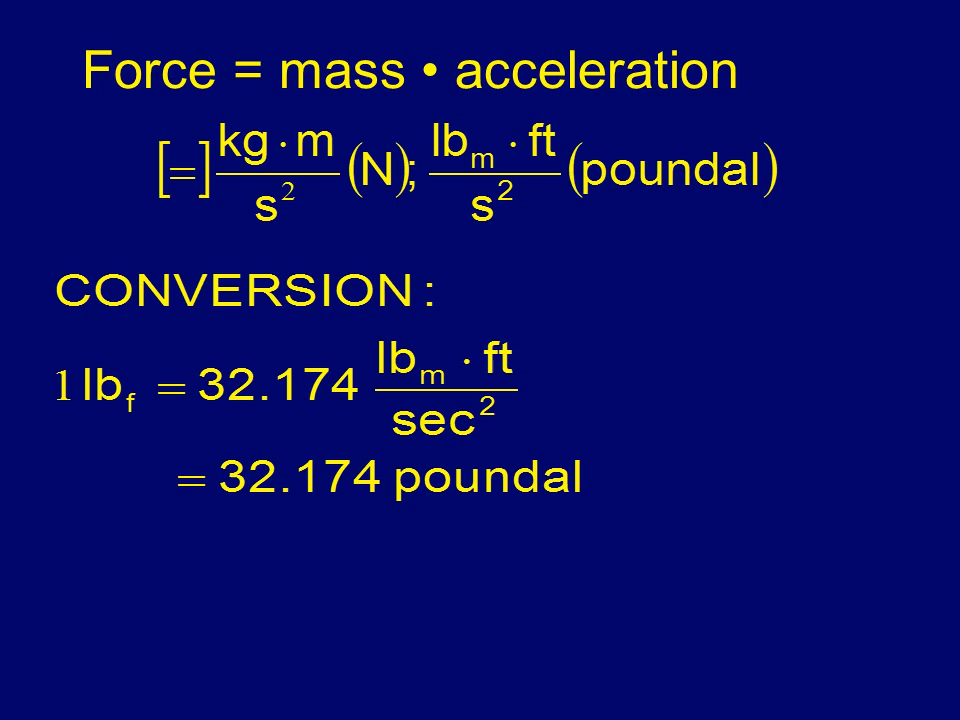 Force = mass • acceleration
[=] kg·m/s² (N); lbₘ·ft/s² (poundal)
CONVERSION :
1 lb_f = 32.174 lbₘ·ft/sec²
= 32.174 poundal